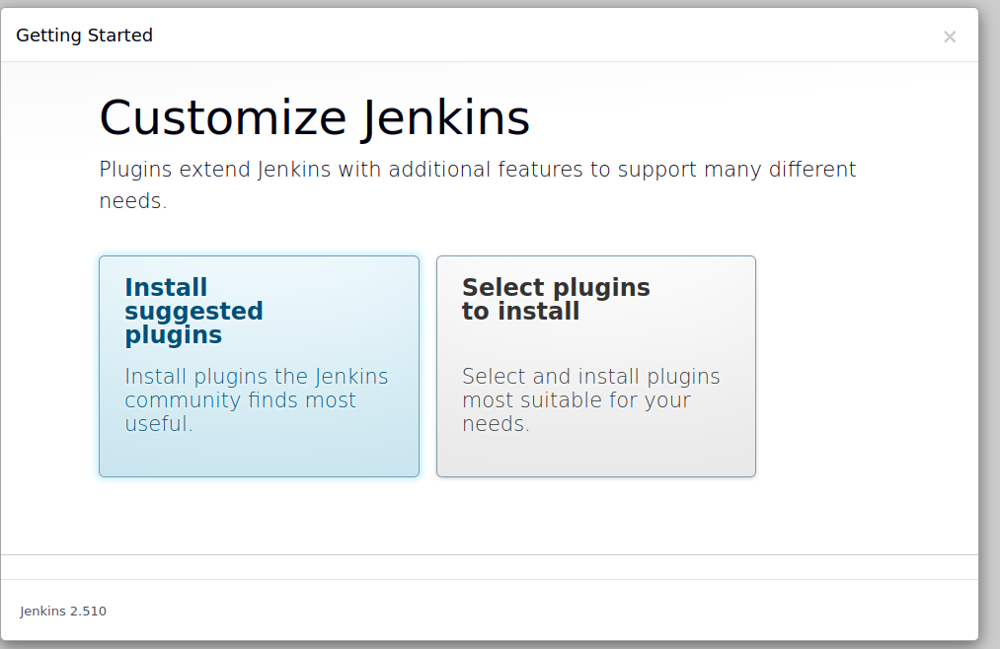 Getting Started
×
Customize Jenkins
Plugins extend Jenkins with additional features to support many different
needs.
Install
suggested
plugins
Install plugins the Jenkins
community finds most
useful.
Select plugins
to install
Select and install plugins
most suitable for your
needs.
Jenkins 2.510